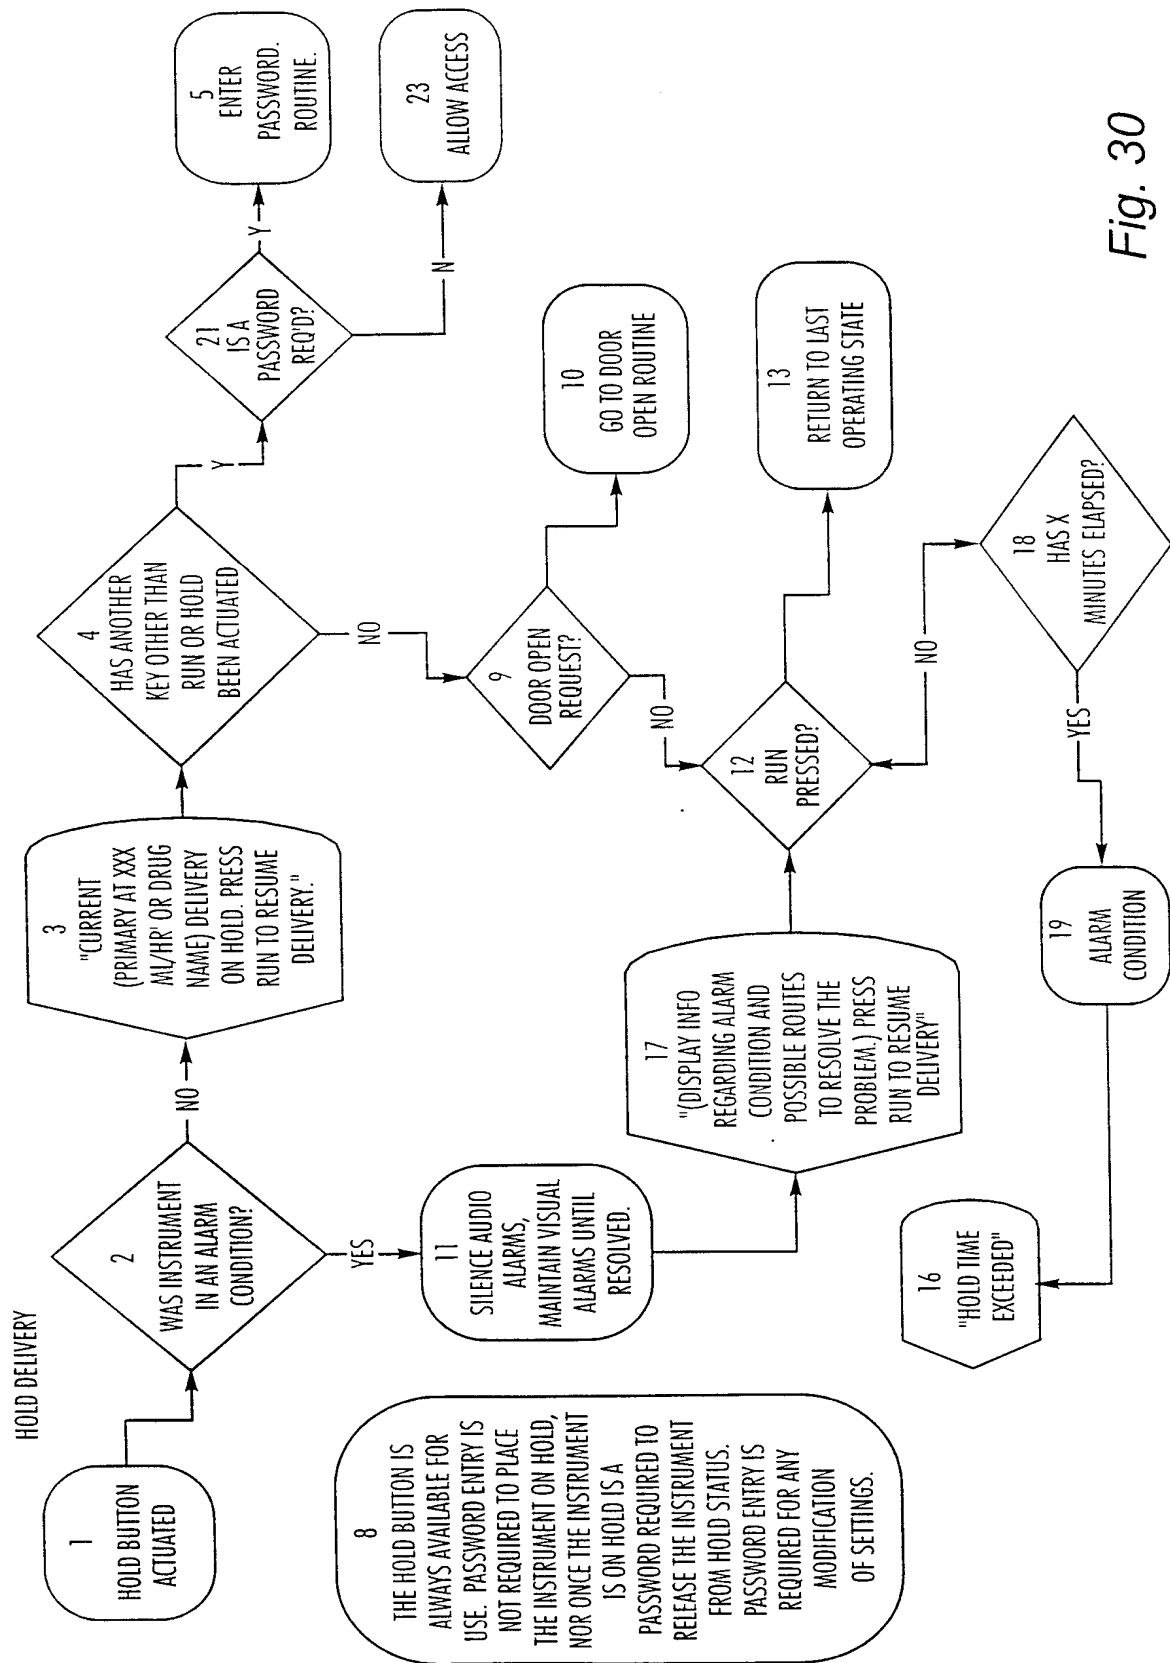 HOLD DELIVERY
1
HOLD BUTTON
ACTUATED
2
WAS INSTRUMENT
IN AN ALARM
CONDITION?
NO
YES
3
"CURRENT
(PRIMARY AT XXX
ML/HR' OR DRUG
NAME) DELIVERY
ON HOLD. PRESS
RUN TO RESUME
DELIVERY."
4
HAS ANOTHER
KEY OTHER THAN
RUN OR HOLD
BEEN ACTUATED
Y
NO
21
IS A
PASSWORD
REQ'D?
Y
N
5
ENTER
PASSWORD.
ROUTINE.
23
ALLOW ACCESS
9
DOOR OPEN
REQUEST?
NO
10
GO TO DOOR
OPEN ROUTINE
11
SILENCE AUDIO
ALARMS,
MAINTAIN VISUAL
ALARMS UNTIL
RESOLVED.
17
"(DISPLAY INFO
REGARDING ALARM
CONDITION AND
POSSIBLE ROUTES
TO RESOLVE THE
PROBLEM.) PRESS
RUN TO RESUME
DELIVERY"
12
RUN
PRESSED?
NO
13
RETURN TO LAST
OPERATING STATE
18
HAS X
MINUTES ELAPSED?
YES
19
ALARM
CONDITION
16
"HOLD TIME
EXCEEDED"
8
THE HOLD BUTTON IS
ALWAYS AVAILABLE FOR
USE. PASSWORD ENTRY IS
NOT REQUIRED TO PLACE
THE INSTRUMENT ON HOLD,
NOR ONCE THE INSTRUMENT
IS ON HOLD IS A
PASSWORD REQUIRED TO
RELEASE THE INSTRUMENT
FROM HOLD STATUS.
PASSWORD ENTRY IS
REQUIRED FOR ANY
MODIFICATION
OF SETTINGS.
Fig. 30